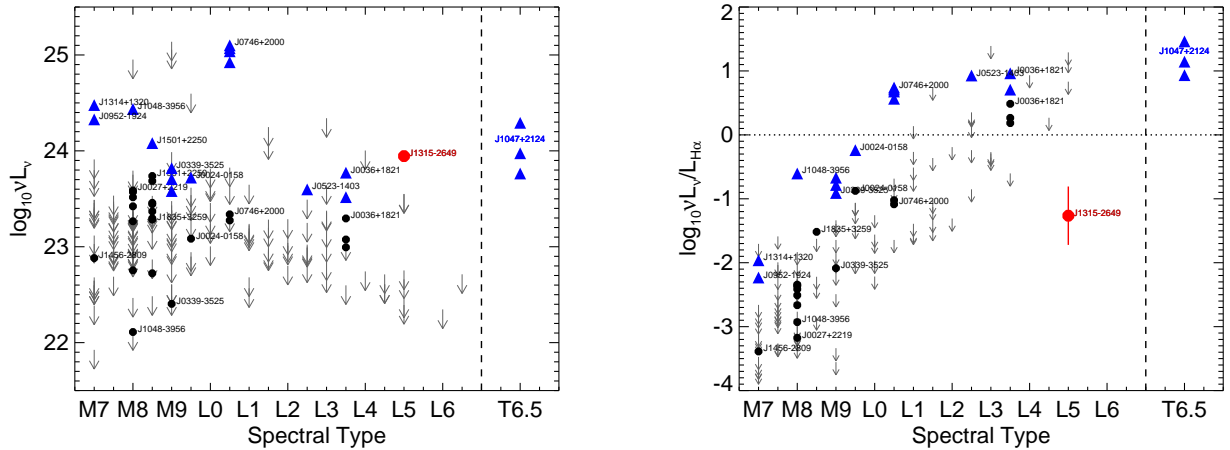 log₁₀νLᵥ
25
24
23
22
J0746+2000
J1314+1320
J1048-3956
J0952-1924
J1501+2250
J0339-3525
J0024-0158
J0027+2219
J1835+3259
J1456-2809
J0746+2000
J0024-0158
J0339-3525
J1048-3956
J0523-1403
J0036+1821
J0036+1821
J1315-2649
J1047+2124
M7 M8 M9 L0 L1 L2 L3 L4 L5 L6 T6.5
Spectral Type
log₁₀νLᵥ/L_Hα
2
1
0
-1
-2
-3
-4
J1047+2124
J0036+1821
J0746+2000
J0036+1821
J0024-0158
J1048-3956
J0024-0158
J0746+2000
J1315-2649
J1835+3259
J1314+1320
J0339-3525
J0952-1924
J1048-3956
J0027+2219
J1456-2809
M7 M8 M9 L0 L1 L2 L3 L4 L5 L6 T6.5
Spectral Type